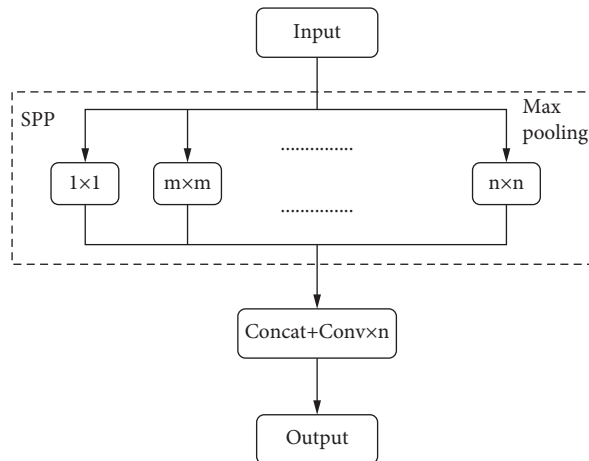 Input
SPP
Max
pooling
...............
1×1
m×m
n×n
...............
Concat+Conv×n
Output